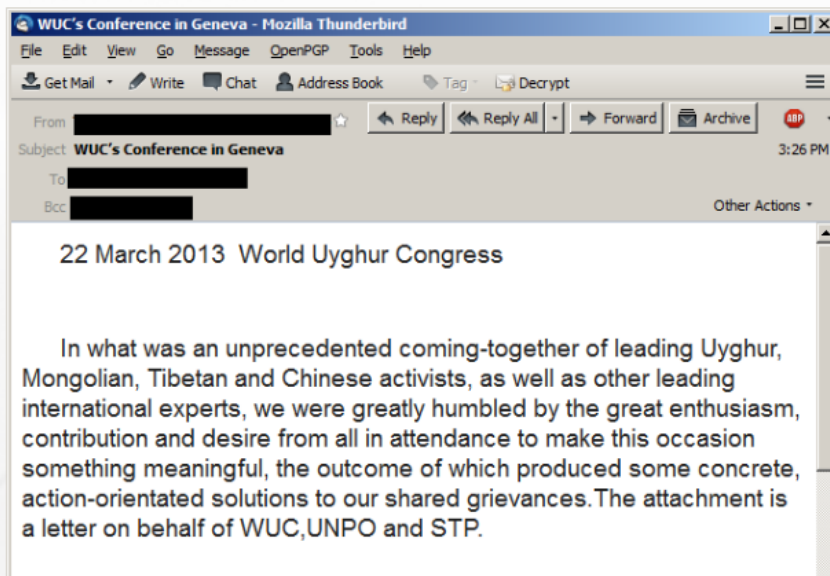 WUC's Conference in Geneva - Mozilla Thunderbird
File Edit View Go Message OpenPGP Tools Help
Get Mail Write Chat Address Book Tag Decrypt
From Reply Reply All Forward Archive ABP
Subject WUC's Conference in Geneva 3:26 PM
To
Bcc Other Actions
22 March 2013 World Uyghur Congress
In what was an unprecedented coming-together of leading Uyghur,
Mongolian, Tibetan and Chinese activists, as well as other leading
international experts, we were greatly humbled by the great enthusiasm,
contribution and desire from all in attendance to make this occasion
something meaningful, the outcome of which produced some concrete,
action-orientated solutions to our shared grievances.The attachment is
a letter on behalf of WUC,UNPO and STP.